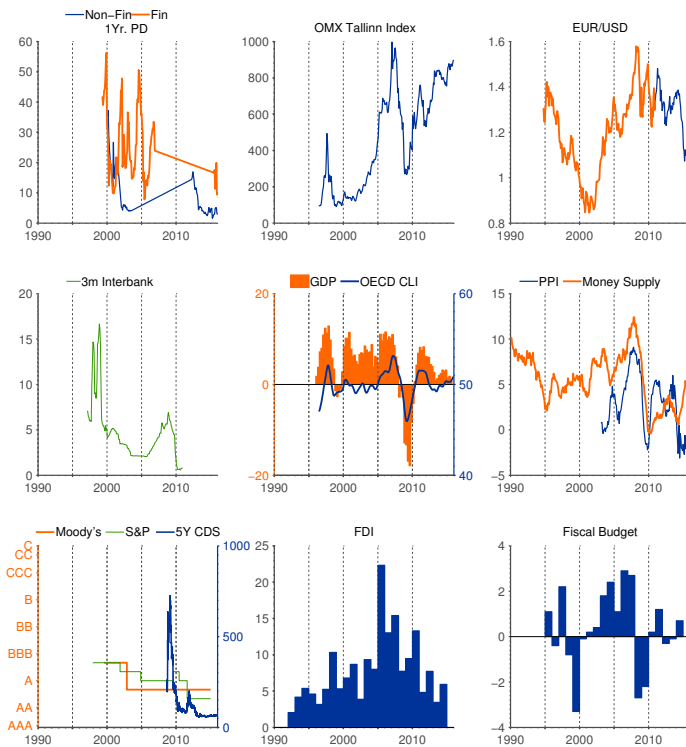 Non−Fin Fin
1Yr. PD
60
50
40
30
20
10
0
1990 2000 2010
OMX Tallinn Index
1000
800
600
400
200
0
1990 2000 2010
EUR/USD
1.6
1.4
1.2
1
0.8
1990 2000 2010
3m Interbank
20
15
10
5
0
1990 2000 2010
GDP OECD CLI
20 60
0 50
−20 40
1990 2000 2010
PPI Money Supply
15
10
5
0
−5
1990 2000 2010
Moody's S&P 5Y CDS
C 1000
CC
CCC
B
BB 500
BBB
A
AA
AAA 0
1990 2000 2010
FDI
25
20
15
10
5
0
1990 2000 2010
Fiscal Budget
4
2
0
−2
−4
1990 2000 2010